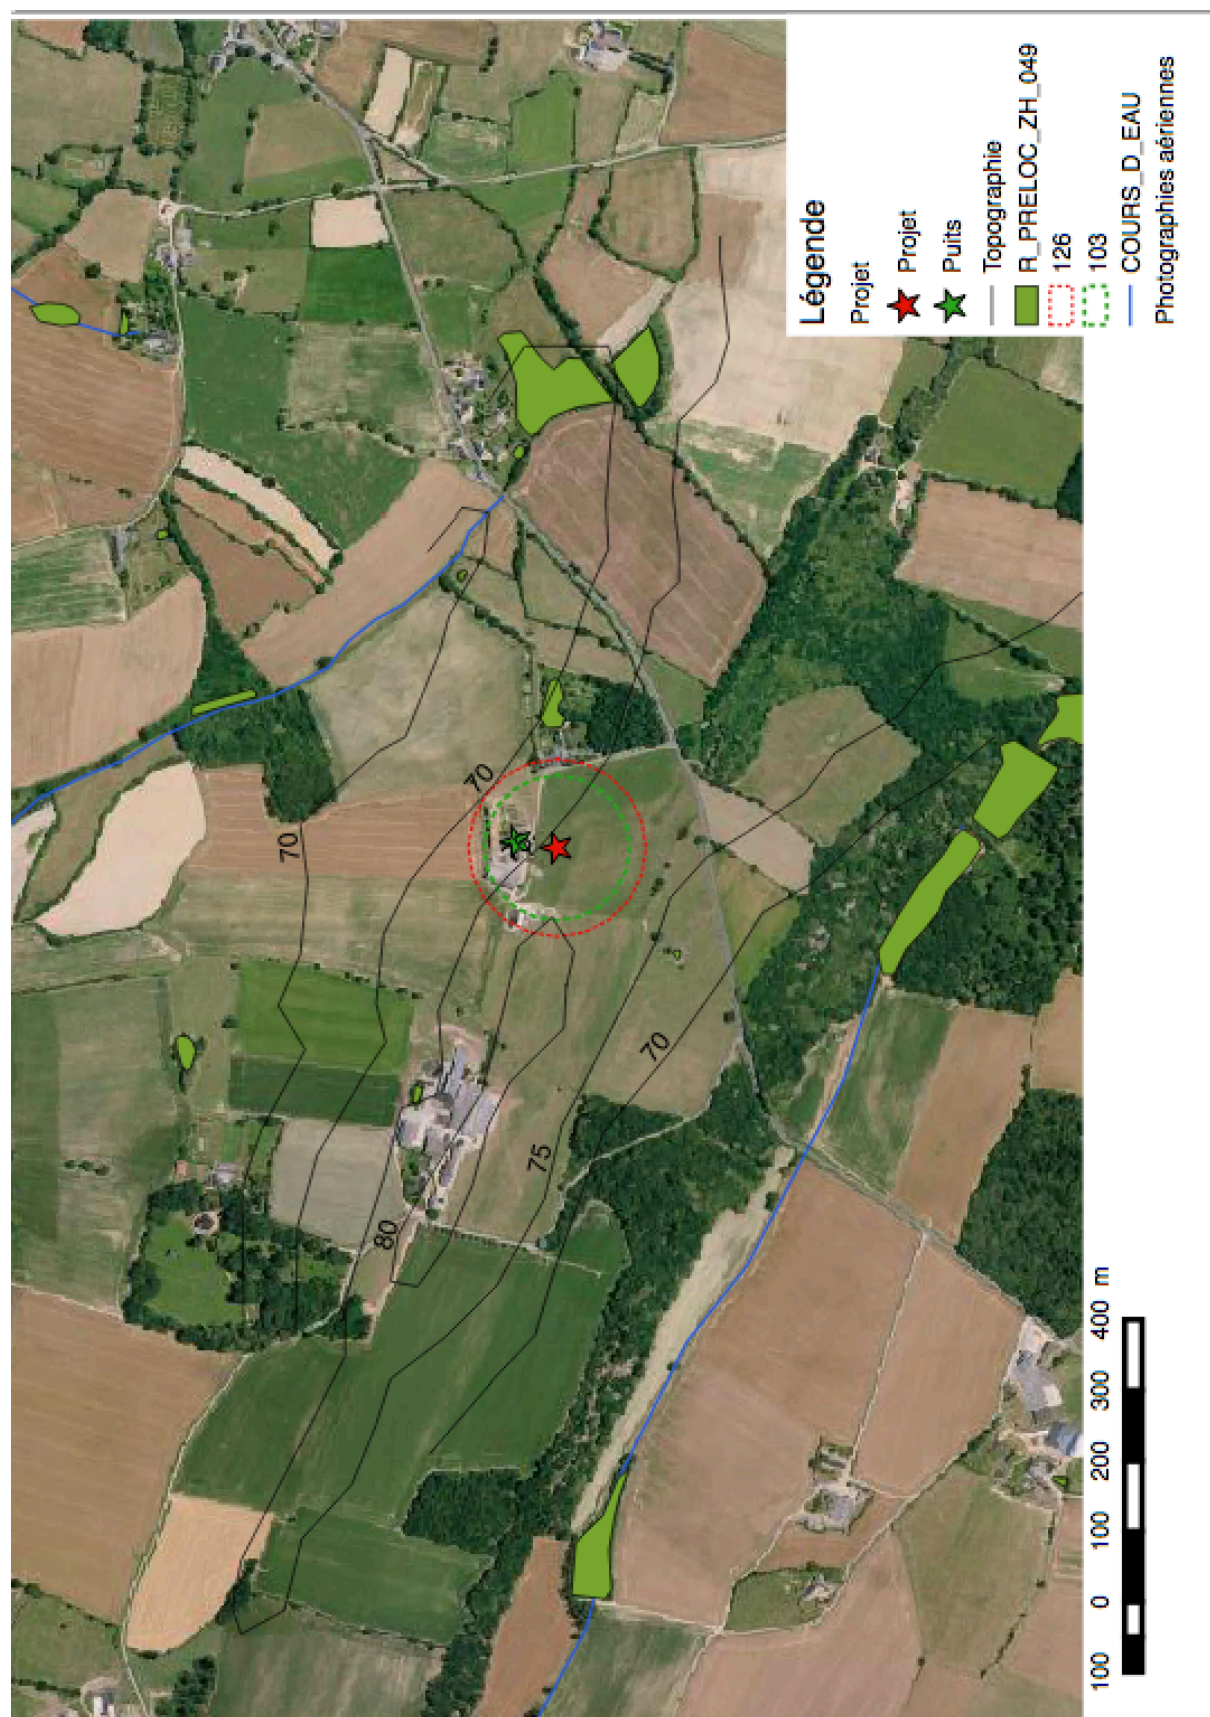 Légende
Projet
Projet
Puits
Topographie
R_PRELOC_ZH_049
126
103
COURS_D_EAU
Photographies aériennes
70
70
70
75
80
100 0 100 200 300 400 m